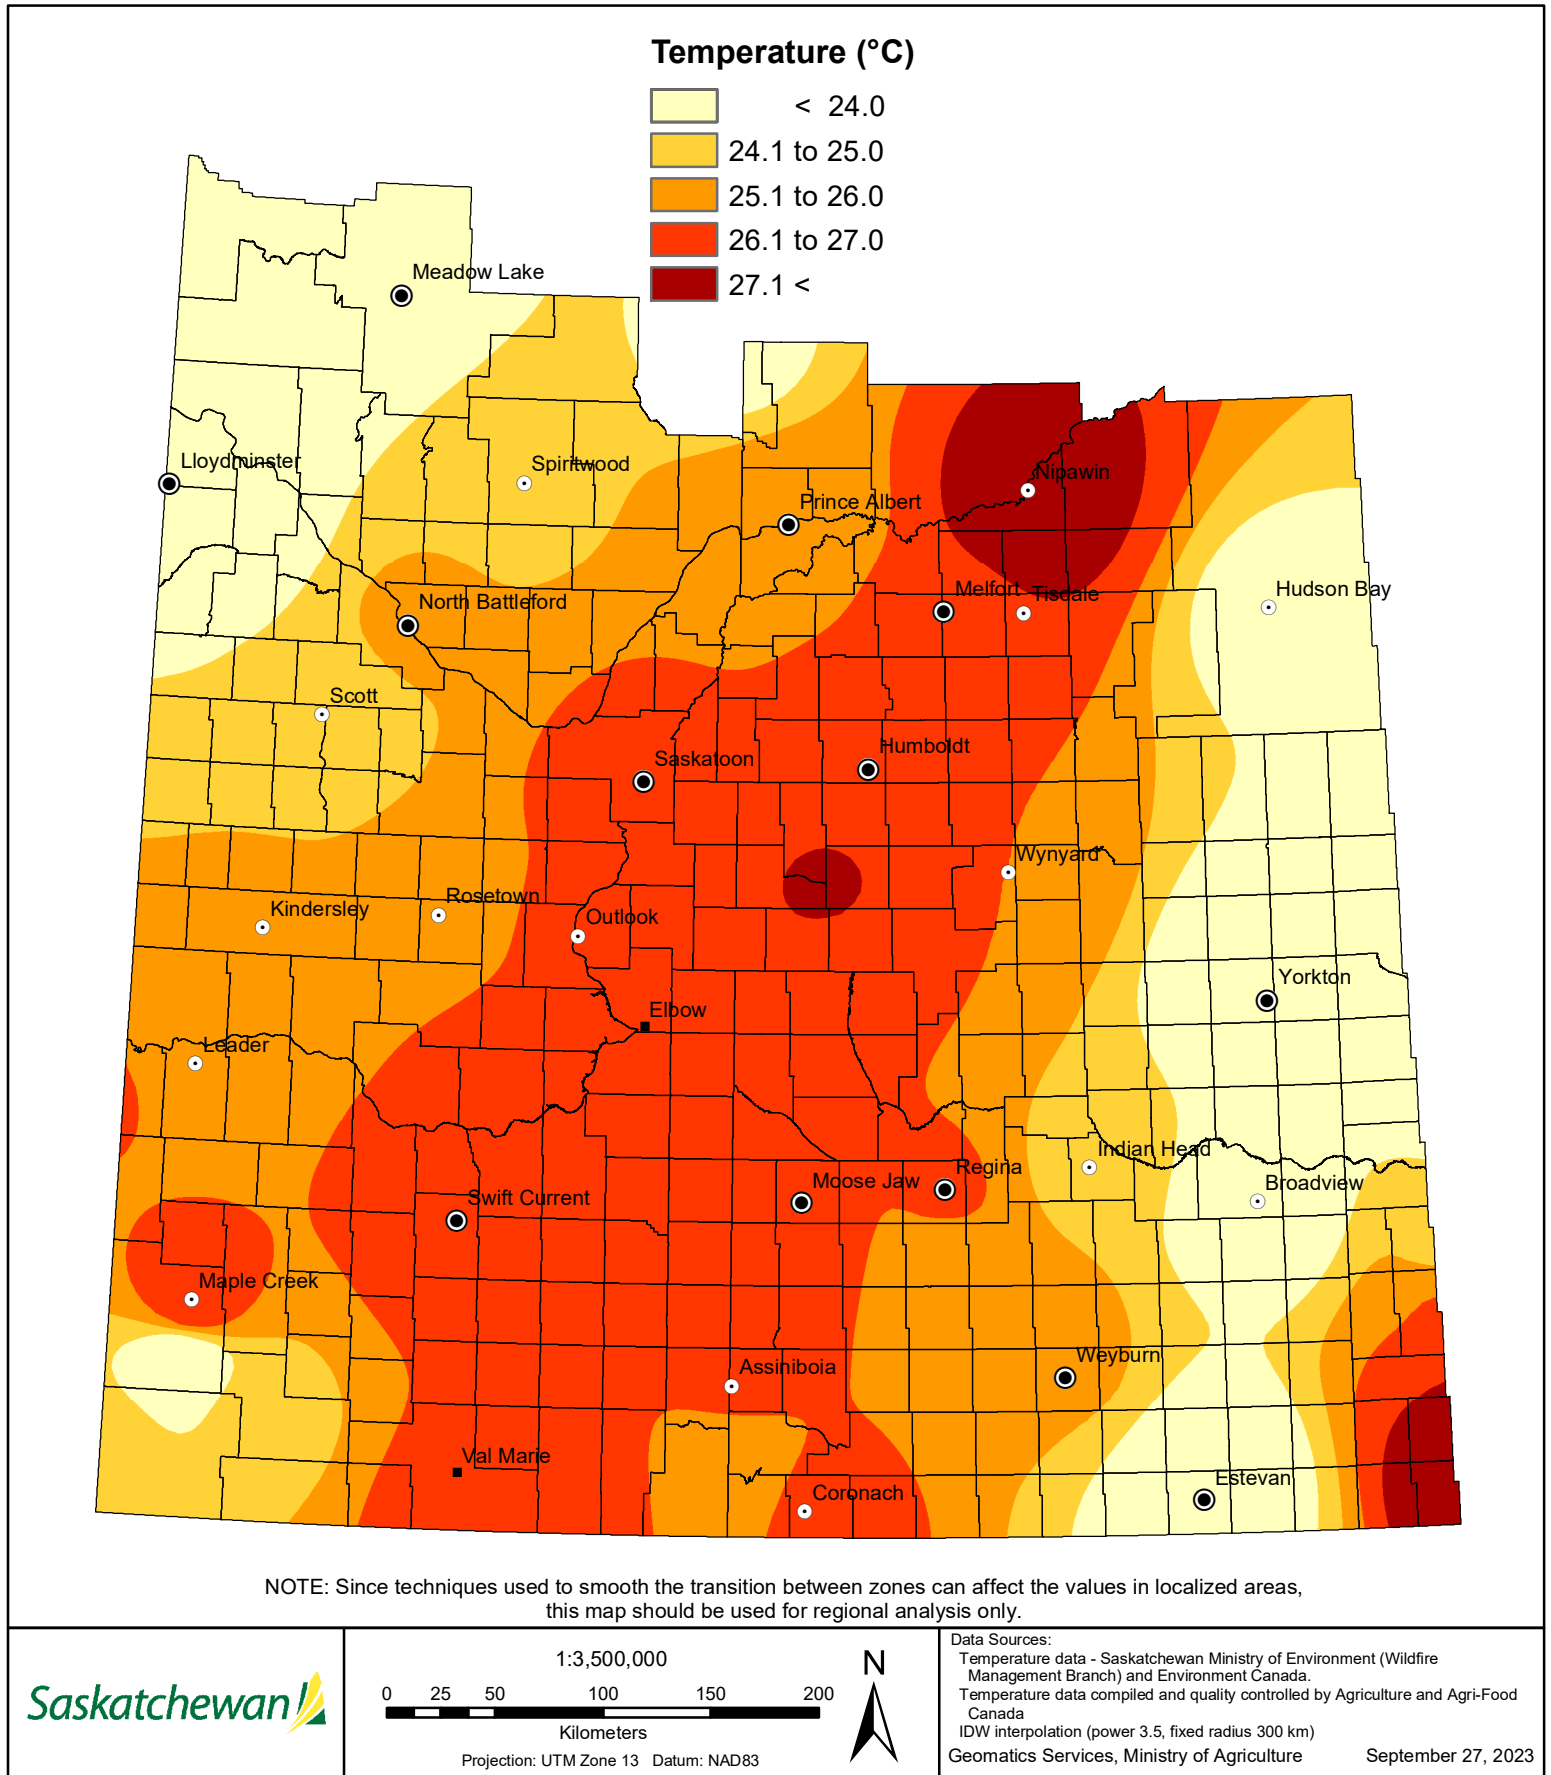 Temperature (°C)
< 24.0
24.1 to 25.0
25.1 to 26.0
26.1 to 27.0
27.1 <
Meadow Lake
Lloydminster
Spiritwood
Nipawin
Prince Albert
Hudson Bay
Melfort
Tisdale
North Battleford
Scott
Saskatoon
Humboldt
Wynyard
Rosetown
Kindersley
Outlook
Yorkton
Elbow
Leader
Indian Head
Regina
Moose Jaw
Broadview
Swift Current
Maple Creek
Weyburn
Assiniboia
Val Marie
Estevan
Coronach
NOTE: Since techniques used to smooth the transition between zones can affect the values in localized areas,
this map should be used for regional analysis only.
Saskatchewan
1:3,500,000
0 25 50 100 150 200
Kilometers
Projection: UTM Zone 13 Datum: NAD83
N
Data Sources:
Temperature data - Saskatchewan Ministry of Environment (Wildfire
Management Branch) and Environment Canada.
Temperature data compiled and quality controlled by Agriculture and Agri-Food
Canada
IDW interpolation (power 3.5, fixed radius 300 km)
Geomatics Services, Ministry of Agriculture September 27, 2023